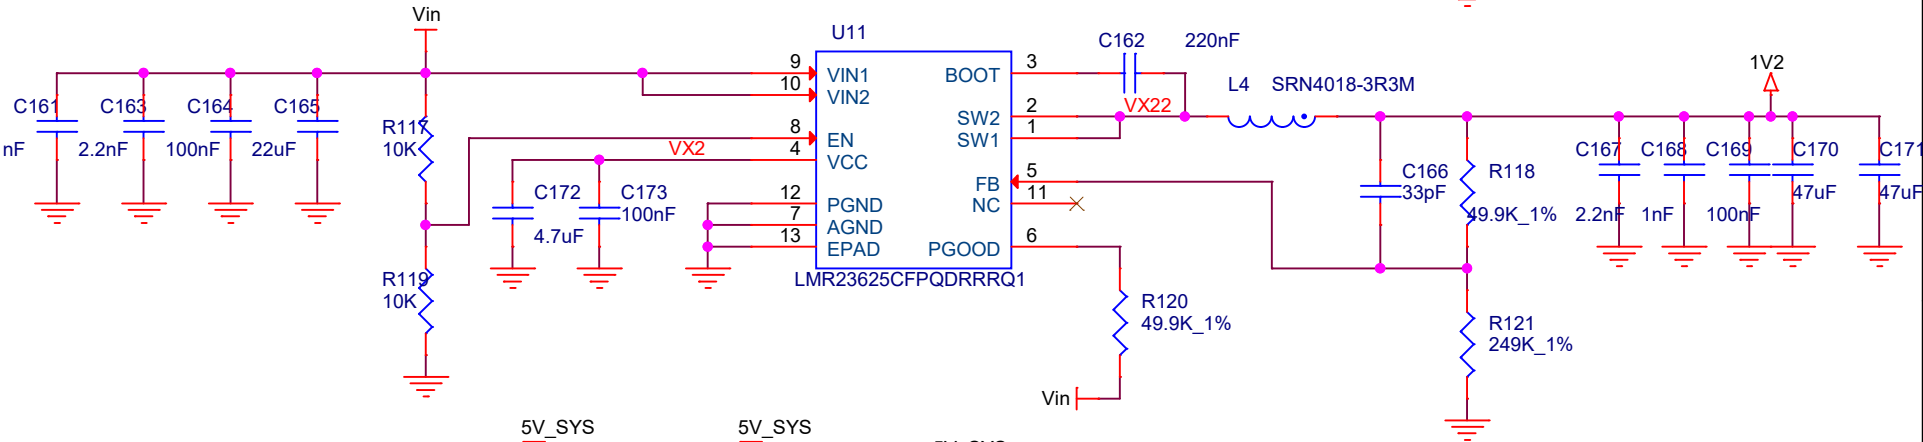 Vin
U11
C162
220nF
1V2
L4
SRN4018-3R3M
9
VIN1
10
VIN2
8
EN
4
VCC
12
PGND
7
AGND
13
EPAD
3
BOOT
2
SW2
1
SW1
5
FB
11
NC
6
PGOOD
LMR23625CFPQDRRRQ1
VX22
VX2
C161
nF
C163
2.2nF
C164
100nF
C165
22uF
R117
10K
R119
10K
C172
4.7uF
C173
100nF
C166
33pF
R118
49.9K_1%
C167
2.2nF
C168
1nF
C169
100nF
C170
47uF
C171
47uF
R120
49.9K_1%
R121
249K_1%
Vin
5V_SYS
5V_SYS
5V_SYS